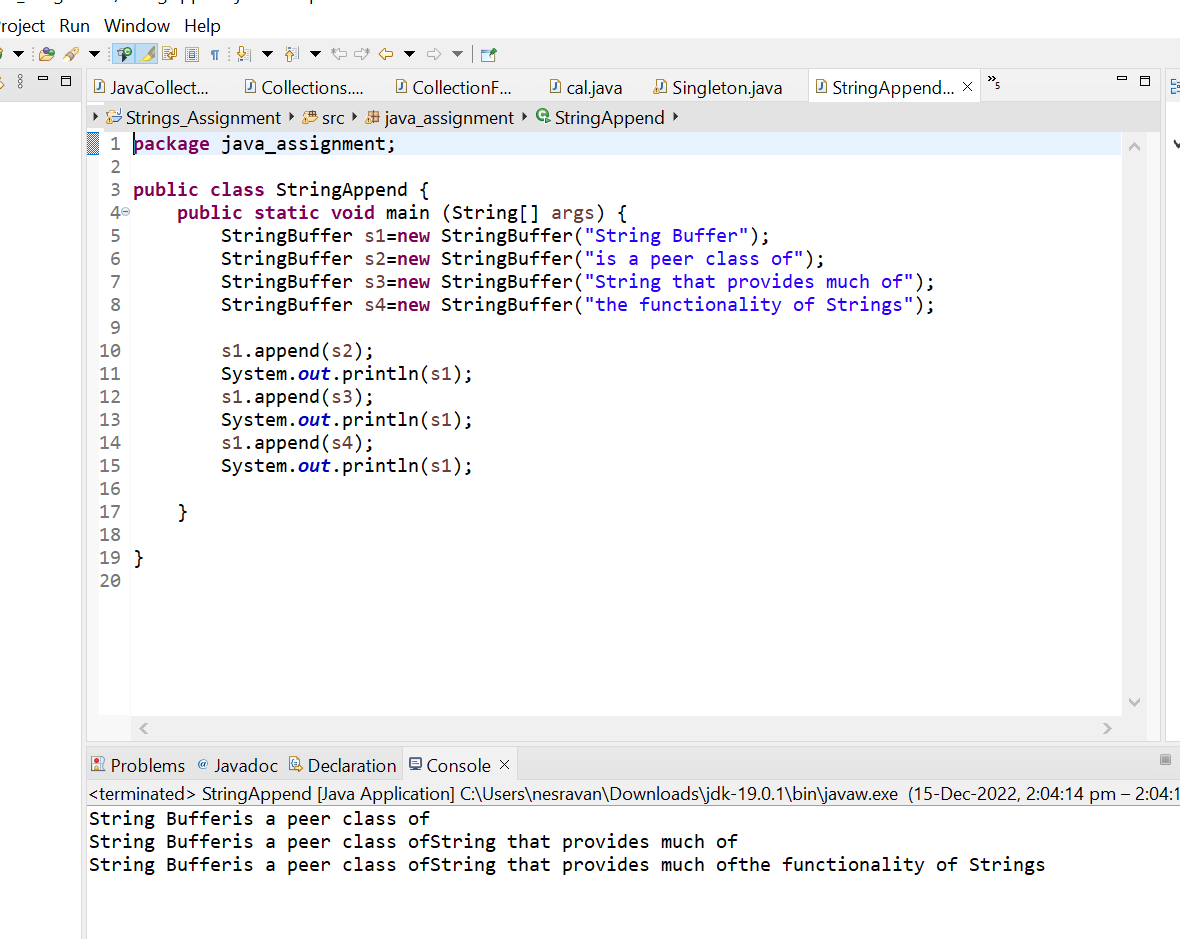 roject Run Window Help
JavaCollect... Collections.... CollectionF... cal.java Singleton.java StringAppend... »5
Strings_Assignment src java_assignment StringAppend
1 package java_assignment;
2
3 public class StringAppend {
4 public static void main (String[] args) {
5 StringBuffer s1=new StringBuffer("String Buffer");
6 StringBuffer s2=new StringBuffer("is a peer class of");
7 StringBuffer s3=new StringBuffer("String that provides much of");
8 StringBuffer s4=new StringBuffer("the functionality of Strings");
9
10 s1.append(s2);
11 System.out.println(s1);
12 s1.append(s3);
13 System.out.println(s1);
14 s1.append(s4);
15 System.out.println(s1);
16
17 }
18
19 }
20
Problems Javadoc Declaration Console
<terminated> StringAppend [Java Application] C:\Users\nesravan\Downloads\jdk-19.0.1\bin\javaw.exe (15-Dec-2022, 2:04:14 pm – 2:04:1
String Bufferis a peer class of
String Bufferis a peer class ofString that provides much of
String Bufferis a peer class ofString that provides much ofthe functionality of Strings